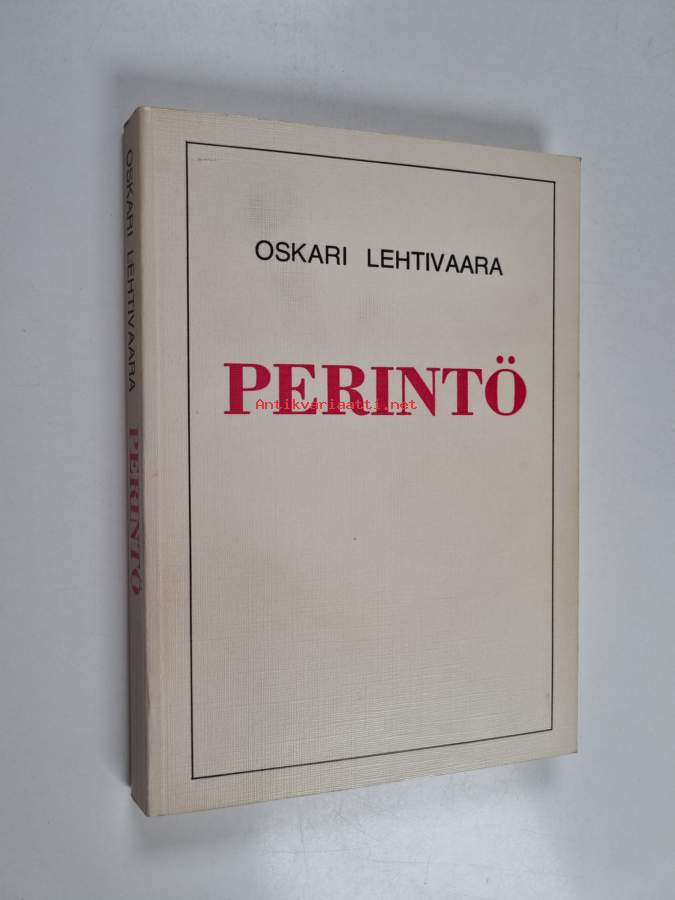 OSKARI LEHTIVAARA
PERINTÖ
Antikvariaatti.net
OSKARI LEHTIVAARA PERINTÖ